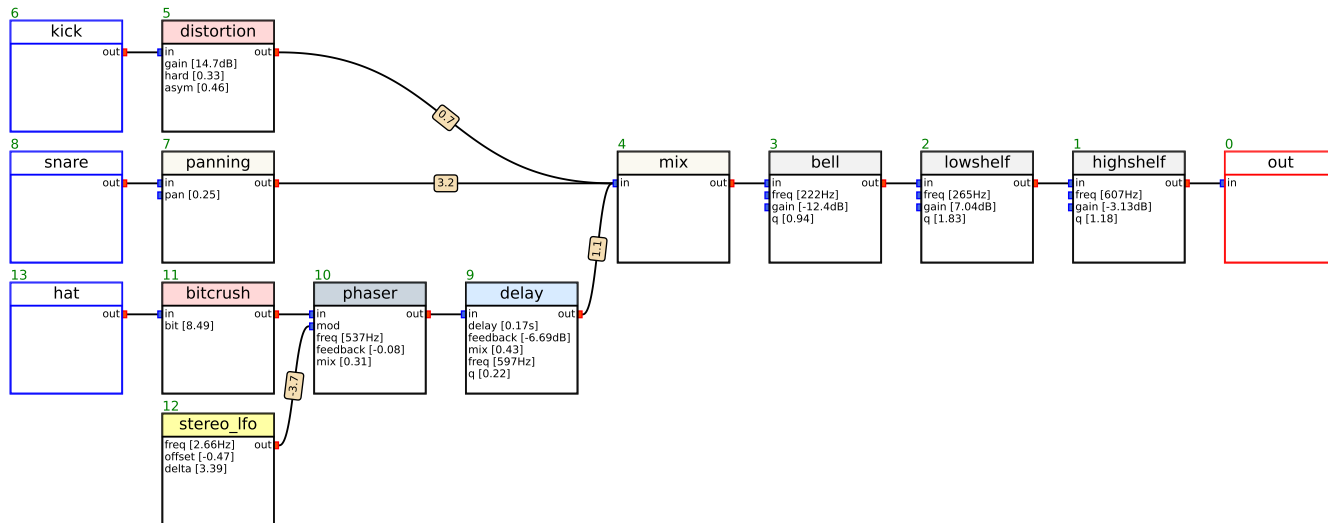 6
kick
out
5
distortion
in out
gain [14.7dB]
hard [0.33]
asym [0.46]
0.7
8
snare
out
7
panning
in out
pan [0.25]
3.2
4
mix
in out
3
bell
in out
freq [222Hz]
gain [-12.4dB]
q [0.94]
2
lowshelf
in out
freq [265Hz]
gain [7.04dB]
q [1.83]
1
highshelf
in out
freq [607Hz]
gain [-3.13dB]
q [1.18]
0
out
in
1.1
13
hat
out
11
bitcrush
in out
bit [8.49]
10
phaser
in out
mod
freq [537Hz]
feedback [-0.08]
mix [0.31]
9
delay
in out
delay [0.17s]
feedback [-6.69dB]
mix [0.43]
freq [597Hz]
q [0.22]
-3.7
12
stereo_lfo
freq [2.66Hz] out
offset [-0.47]
delta [3.39]